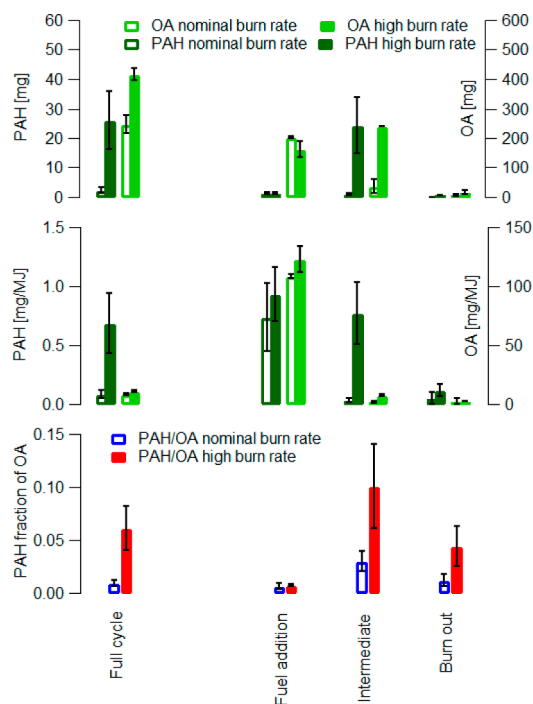 OA nominal burn rate OA high burn rate
PAH nominal burn rate PAH high burn rate
PAH [mg]
60
50
40
30
20
10
0
OA [mg]
600
500
400
300
200
100
0
PAH [mg/MJ]
1.5
1.0
0.5
0.0
OA [mg/MJ]
150
100
50
0
PAH/OA nominal burn rate
PAH/OA high burn rate
PAH fraction of OA
0.15
0.10
0.05
0.00
Full cycle
Fuel addition
Intermediate
Burn out